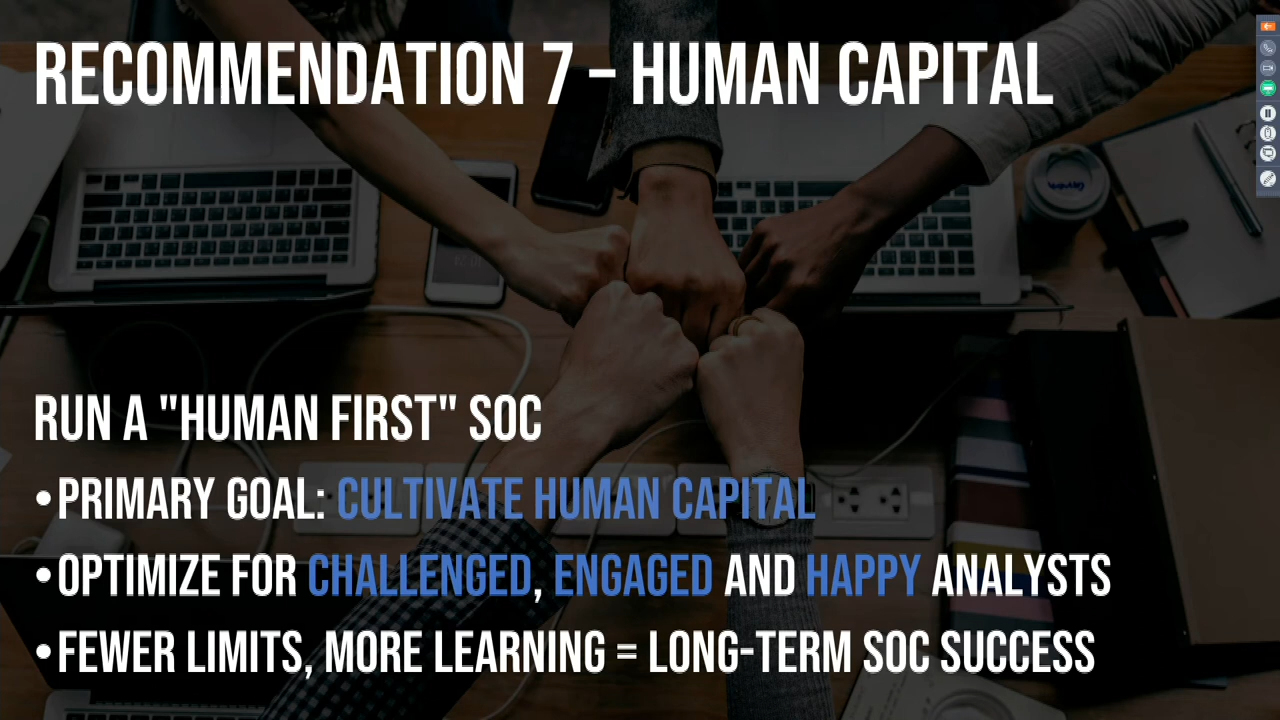 RECOMMENDATION 7 – HUMAN CAPITAL
RUN A "HUMAN FIRST" SOC
•PRIMARY GOAL: CULTIVATE HUMAN CAPITAL
•OPTIMIZE FOR CHALLENGED, ENGAGED AND HAPPY ANALYSTS
•FEWER LIMITS, MORE LEARNING = LONG-TERM SOC SUCCESS